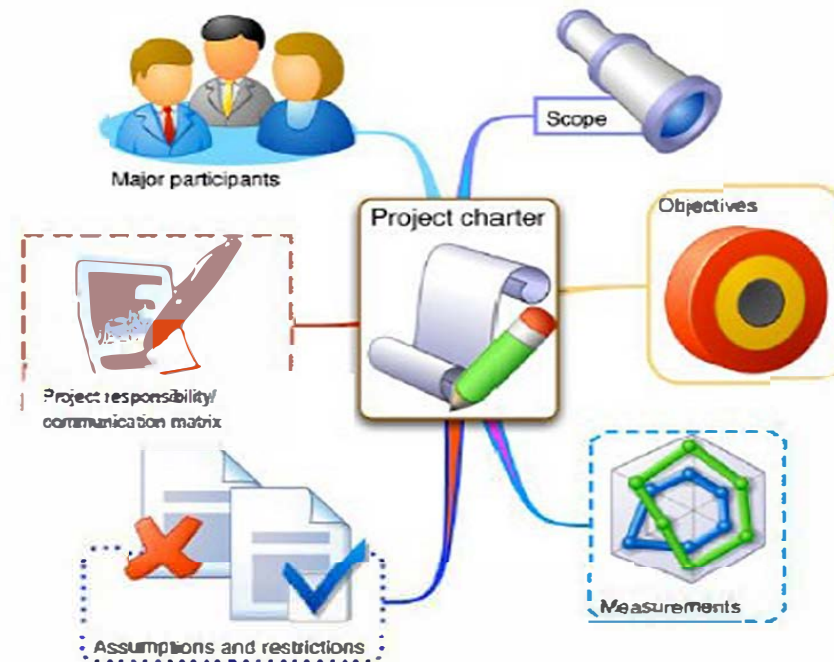 Major participants
Scope
Project charter
Objectives
Project responsibility/
communication matrix
Measurements
Assumptions and restrictions